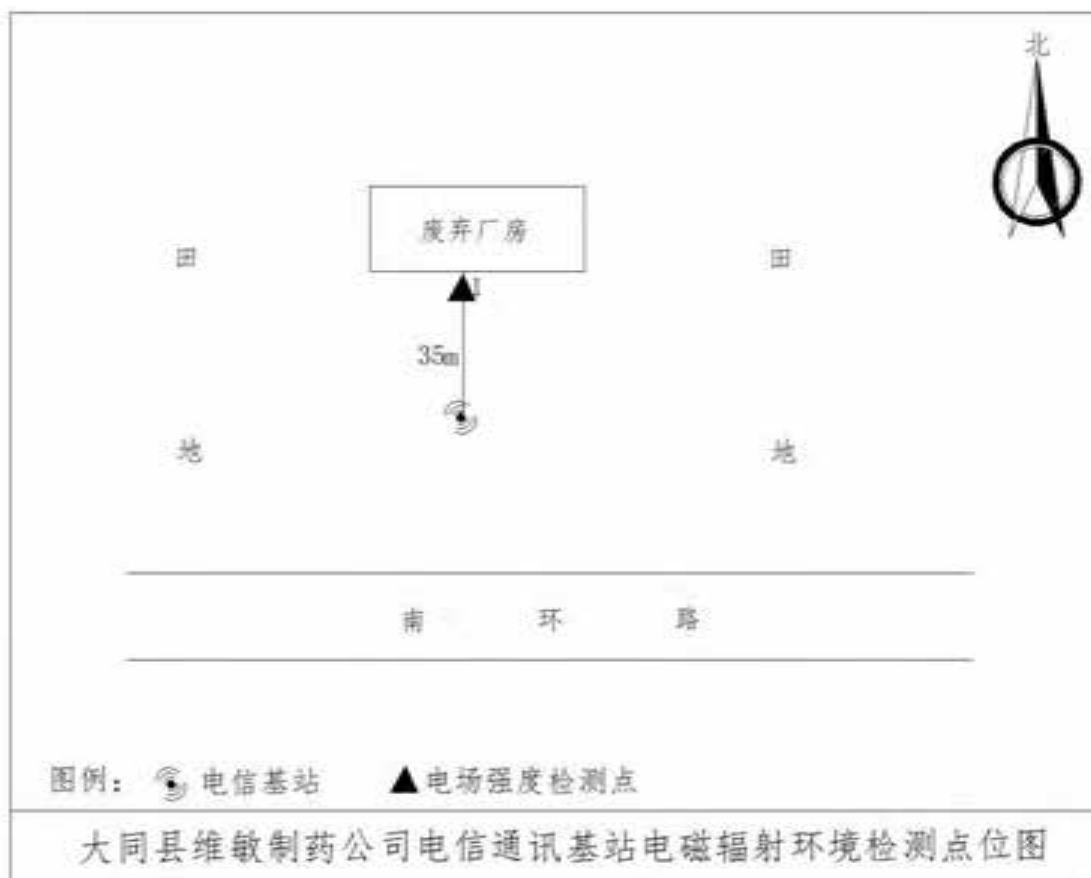 北
废弃厂房
田 田
I
35m
地 地
南 环 路
图例： 电信基站 电场强度检测点
大同县维敏制药公司电信通讯基站电磁辐射环境检测点位图